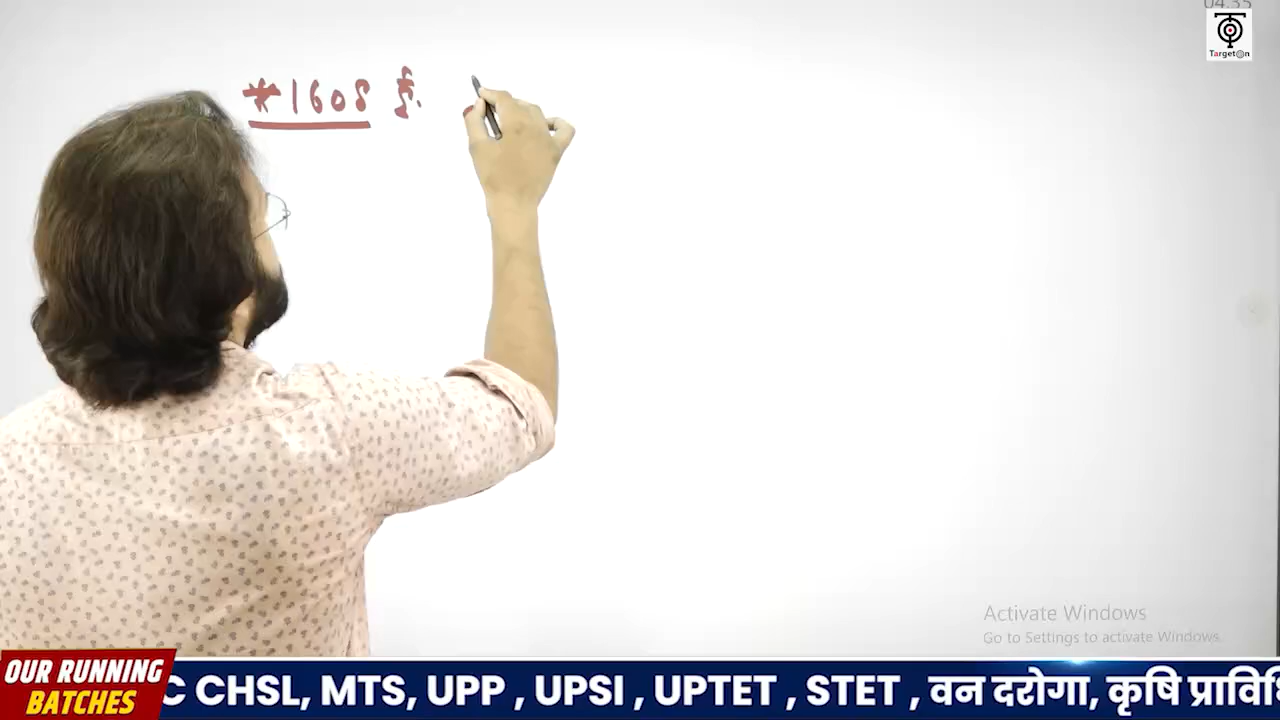 04:35
Target@n
*1608 ई.
Activate Windows
Go to Settings to activate Windows.
OUR RUNNING
BATCHES
C CHSL, MTS, UPP , UPSI , UPTET , STET , वन दरोगा, कृषि प्रावि